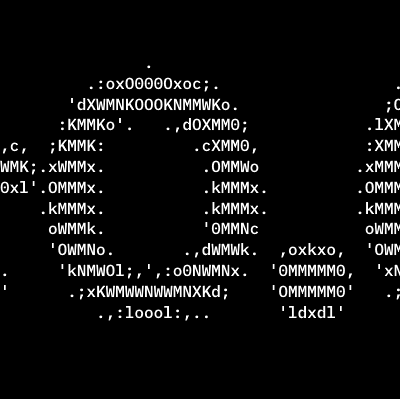 .
.:oxO000Oxoc;. .
'dXWMNKOOOKNMMWKo. ;O
:KMMKo'. .,dOXMM0; .lXM
,c, ;KMMK: .cXMM0, :XMM
WMK;.xWMMx. .OMMWo .xMMM
0xl'.OMMMx. .kMMMx. .OMMM
.kMMMx. .kMMMx. .kMMM
oWMMk. '0MMNc oWMM
'OWMNo. .,dWMWk. ,oxkxo, 'OWM
. 'kNMWOl;,',:o0NWMNx. '0MMMMM0, 'xN
' .;xKWMWWNWWMNXKd; 'OMMMMM0' .;
.,:loool:,.. 'ldxdl'